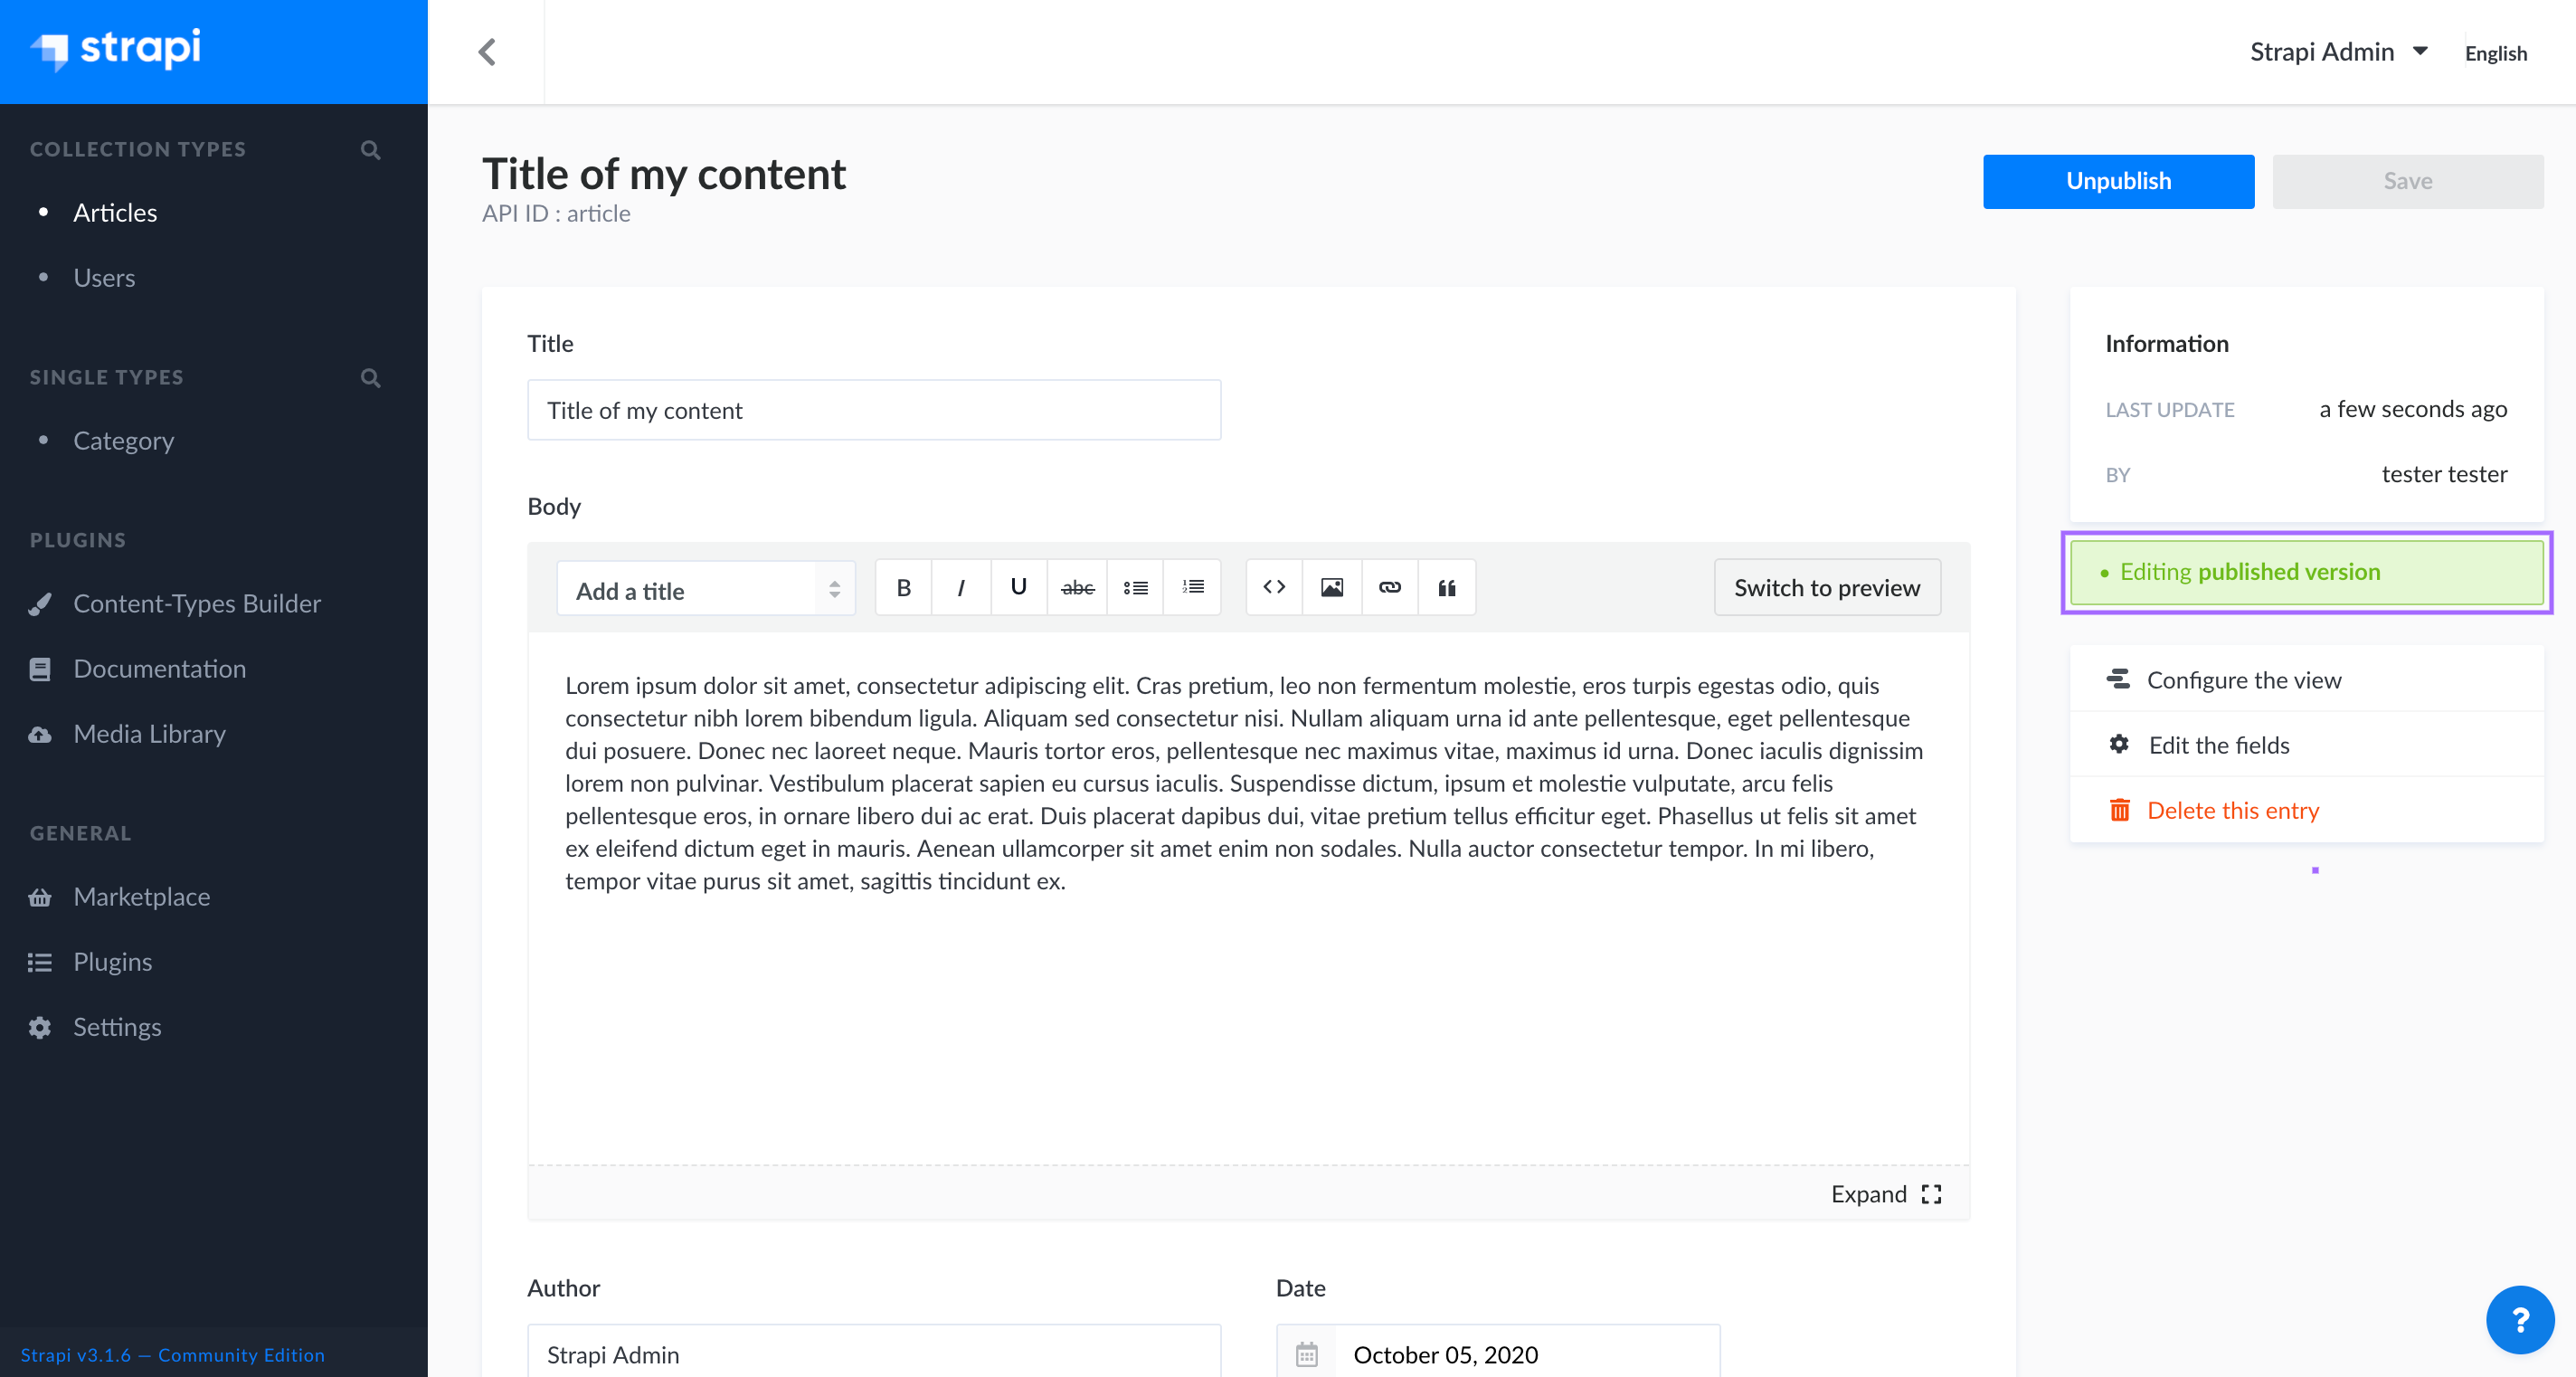 strapi
Strapi Admin
English
COLLECTION TYPES
Articles
Users
SINGLE TYPES
Category
PLUGINS
Content-Types Builder
Documentation
Media Library
GENERAL
Marketplace
Plugins
Settings
Strapi v3.1.6 — Community Edition
Title of my content
API ID : article
Unpublish
Save
Title
Title of my content
Body
Add a title
B I U abc
Switch to preview
Lorem ipsum dolor sit amet, consectetur adipiscing elit. Cras pretium, leo non fermentum molestie, eros turpis egestas odio, quis
consectetur nibh lorem bibendum ligula. Aliquam sed consectetur nisi. Nullam aliquam urna id ante pellentesque, eget pellentesque
dui posuere. Donec nec laoreet neque. Mauris tortor eros, pellentesque nec maximus vitae, maximus id urna. Donec iaculis dignissim
lorem non pulvinar. Vestibulum placerat sapien eu cursus iaculis. Suspendisse dictum, ipsum et molestie vulputate, arcu felis
pellentesque eros, in ornare libero dui ac erat. Duis placerat dapibus dui, vitae pretium tellus efficitur eget. Phasellus ut felis sit amet
ex eleifend dictum eget in mauris. Aenean ullamcorper sit amet enim non sodales. Nulla auctor consectetur tempor. In mi libero,
tempor vitae purus sit amet, sagittis tincidunt ex.
Expand
Author
Strapi Admin
Date
October 05, 2020
Information
LAST UPDATE a few seconds ago
BY tester tester
• Editing published version
Configure the view
Edit the fields
Delete this entry
?